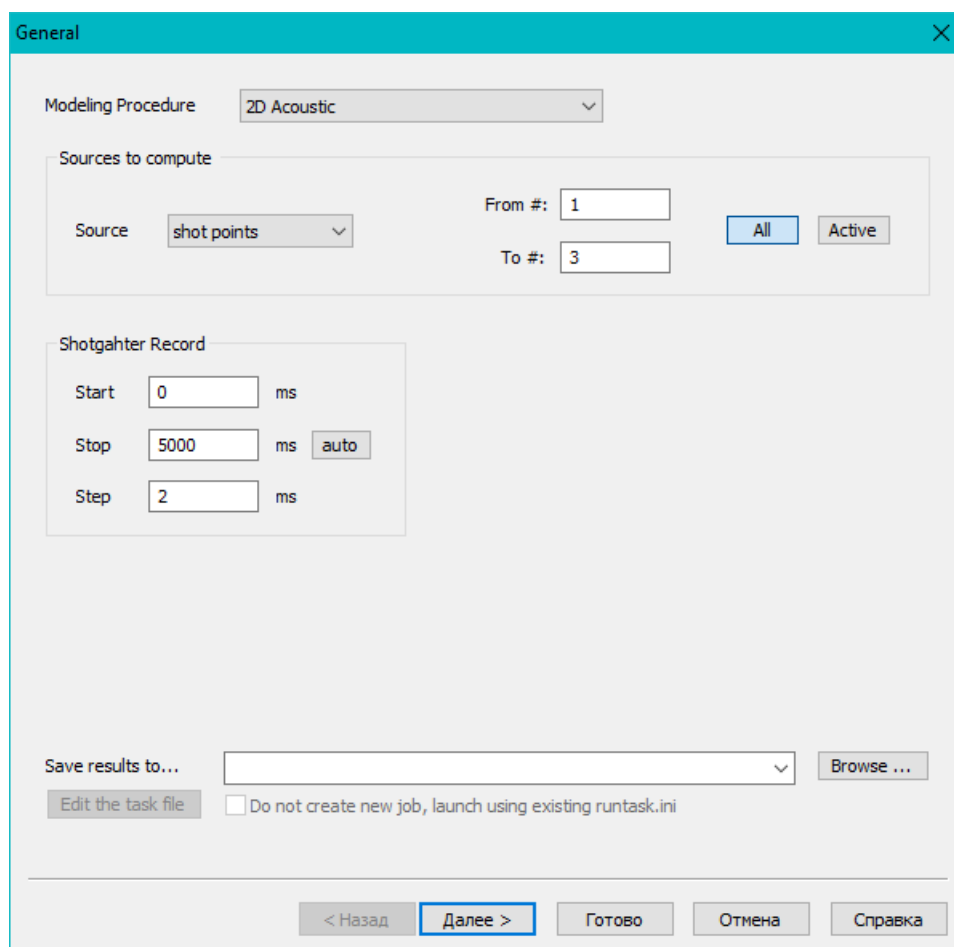 General
Modeling Procedure 2D Acoustic
Sources to compute
From #: 1
Source shot points All Active
To #: 3
Shotgahter Record
Start 0 ms
Stop 5000 ms auto
Step 2 ms
Save results to... Browse ...
Edit the task file Do not create new job, launch using existing runtask.ini
< Назад Далее > Готово Отмена Справка